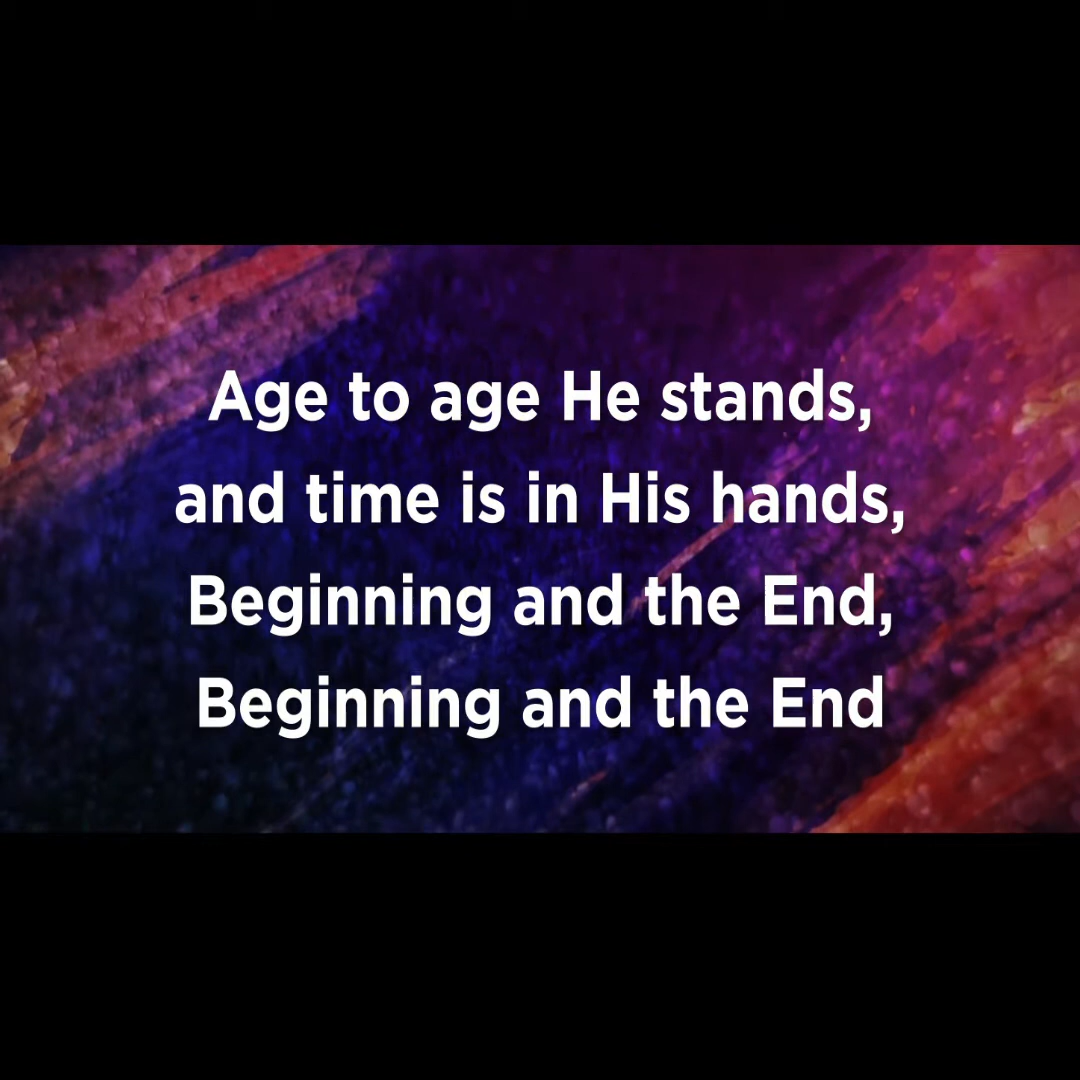 Age to age He stands,
and time is in His hands,
Beginning and the End,
Beginning and the End